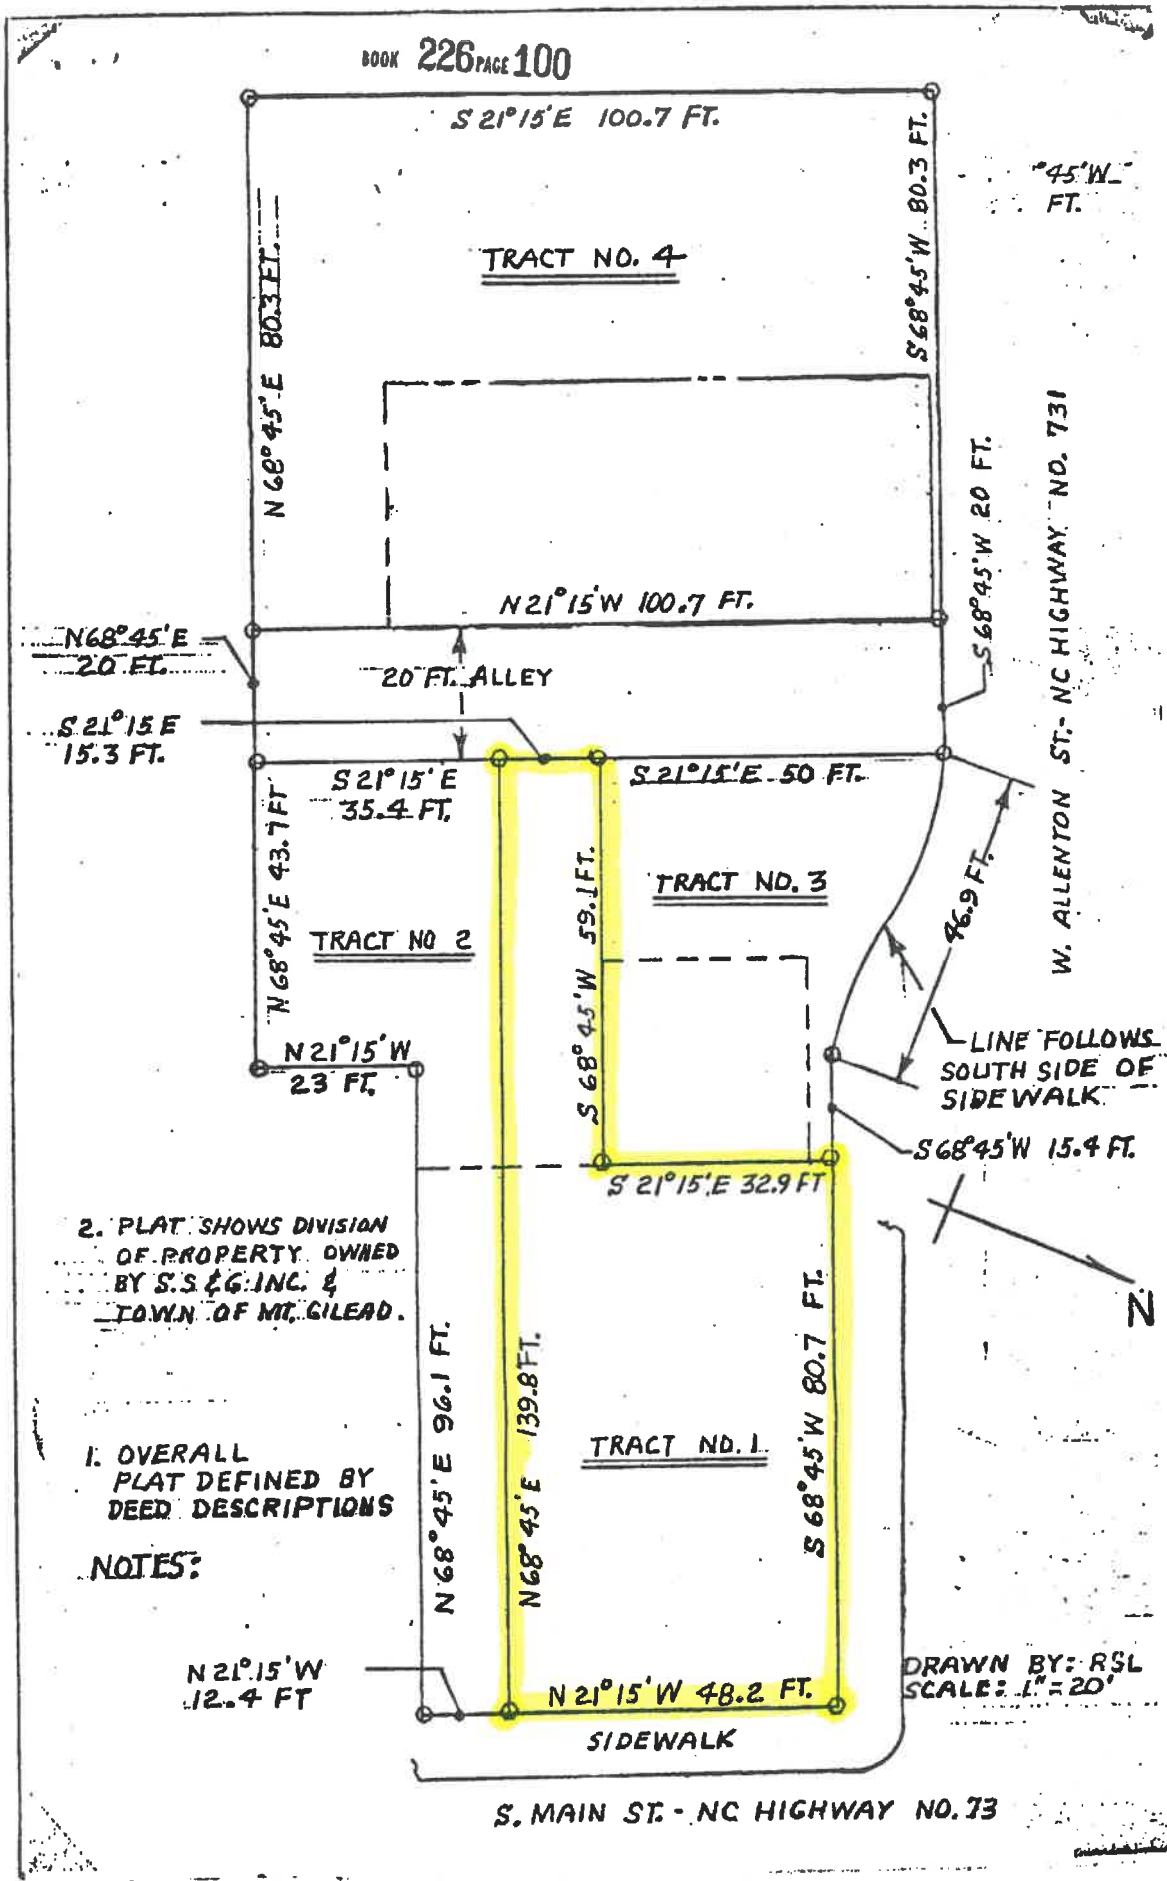 BOOK 226 PAGE 100
S 21°15'E 100.7 FT.
S 68°45'W 80.3 FT.
°45'W
FT.
TRACT NO. 4
N 68°45'E 80.3 FT.
W. ALLENTON ST. - NC HIGHWAY NO. 731
S 68°45'W 20 FT.
N 21°15'W 100.7 FT.
N 68°45'E
20 FT.
20 FT. ALLEY
S 21°15 E
15.3 FT.
S 21°15' E
35.4 FT.
S 21°15'E 50 FT.
N 68°45'E 43.7 FT
S 68°45'W 59.1 FT.
TRACT NO. 3
46.9 FT.
TRACT NO 2
LINE FOLLOWS
SOUTH SIDE OF
SIDEWALK
N 21°15' W
23 FT.
S 68°45'W 15.4 FT.
S 21°15'E 32.9 FT
2. PLAT SHOWS DIVISION
OF PROPERTY OWNED
BY S.S & G. INC. &
TOWN OF MT. GILEAD.
N
N 68°45'E 96.1 FT.
N 68°45'E 139.8 FT.
S 68°45'W 80.7 FT.
TRACT NO. 1
1. OVERALL
PLAT DEFINED BY
DEED DESCRIPTIONS
NOTES:
N 21°15'W
12.4 FT
N 21°15'W 48.2 FT.
DRAWN BY: RSL
SCALE: 1" = 20'
SIDEWALK
S. MAIN ST. - NC HIGHWAY NO. 73